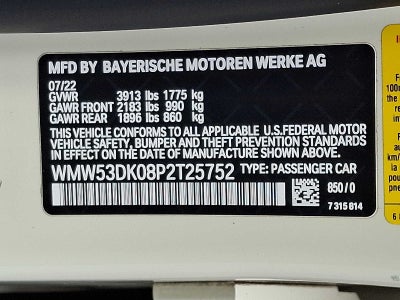 MFD BY BAYERISCHE MOTOREN WERKE AG
07/22
GVWR 3913 lbs 1775 kg
GAWR FRONT 2183 lbs 990 kg
GAWR REAR 1896 lbs 860 kg
THIS VEHICLE CONFORMS TO ALL APPLICABLE U.S.FEDERAL MOTOR
VEHICLE SAFETY, BUMPER AND THEFT PREVENTION STANDARDS
IN EFFECT ON THE DATE OF MANUFACTURE SHOWN ABOVE.
WMW53DK08P2T25752 TYPE: PASSENGER CAR
850/0
7 315 814